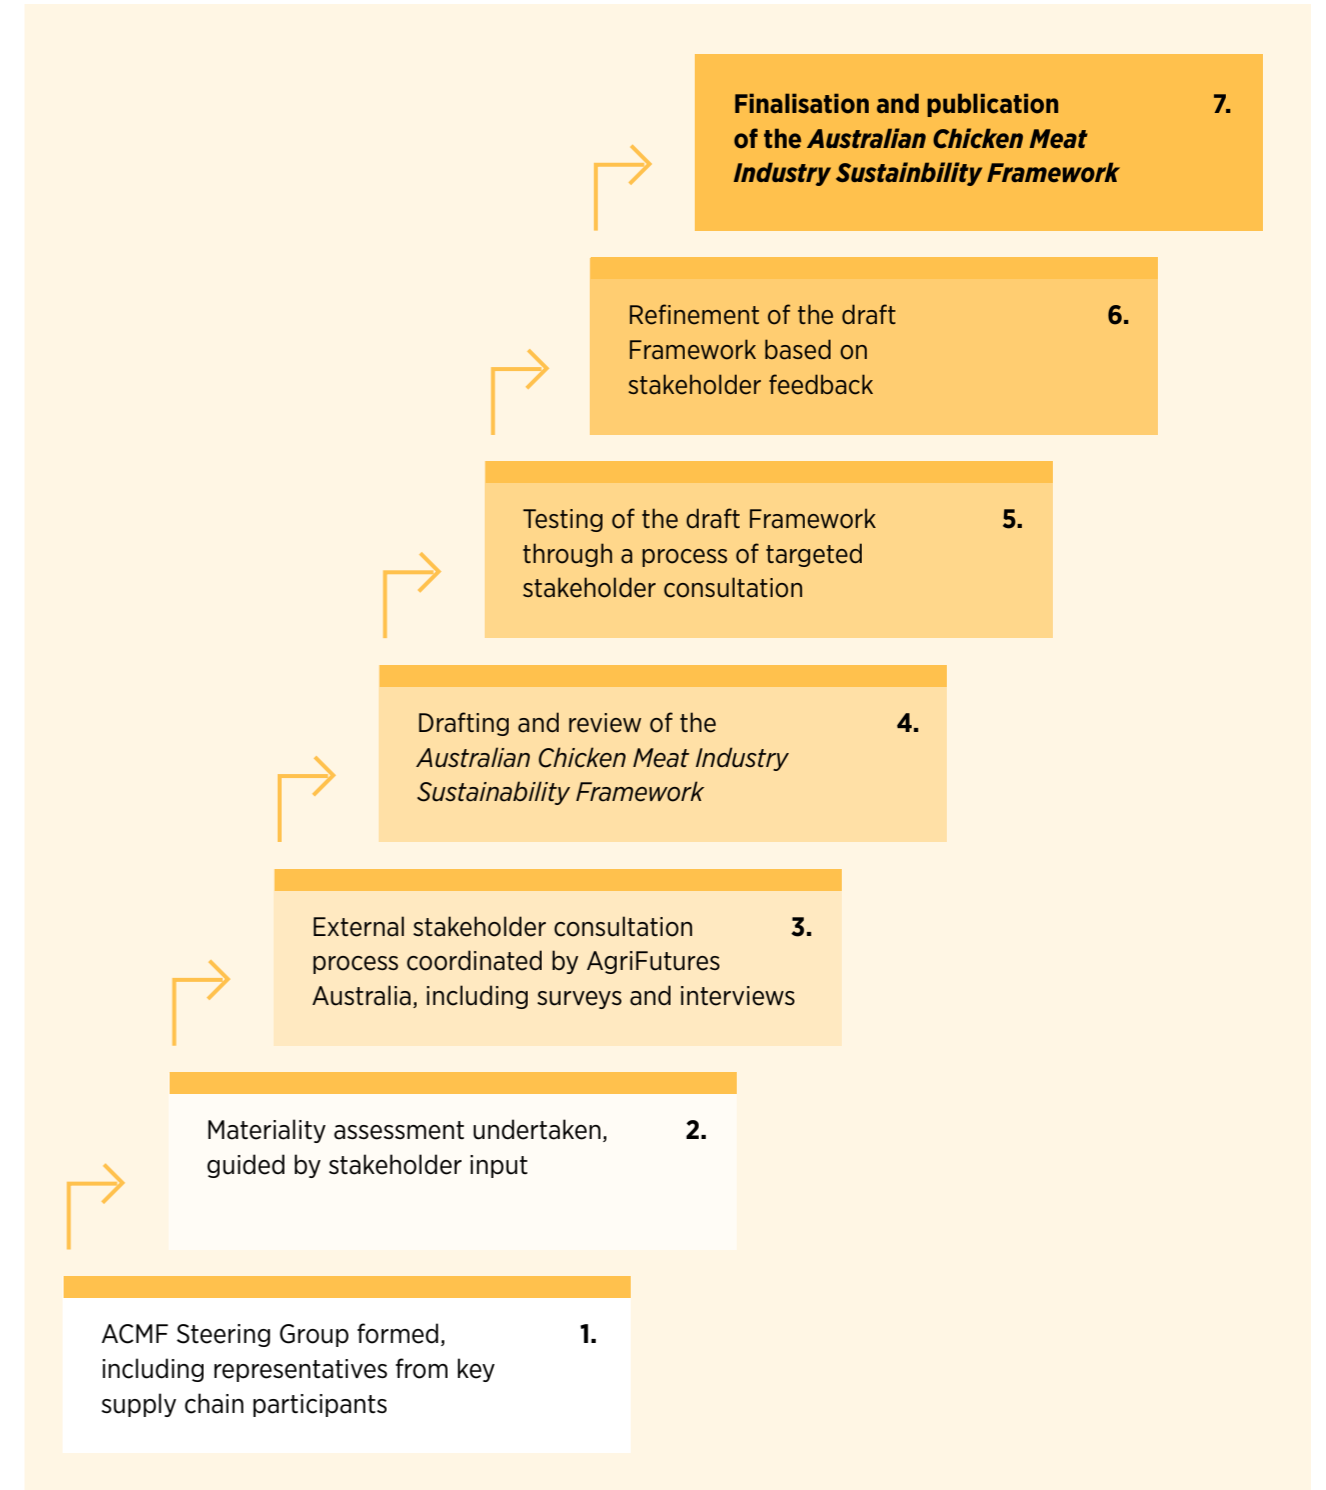 Finalisation and publication 7.
of the Australian Chicken Meat
Industry Sustainbility Framework
Refinement of the draft 6.
Framework based on
stakeholder feedback
Testing of the draft Framework 5.
through a process of targeted
stakeholder consultation
Drafting and review of the 4.
Australian Chicken Meat Industry
Sustainability Framework
External stakeholder consultation 3.
process coordinated by AgriFutures
Australia, including surveys and interviews
Materiality assessment undertaken, 2.
guided by stakeholder input
ACMF Steering Group formed, 1.
including representatives from key
supply chain participants